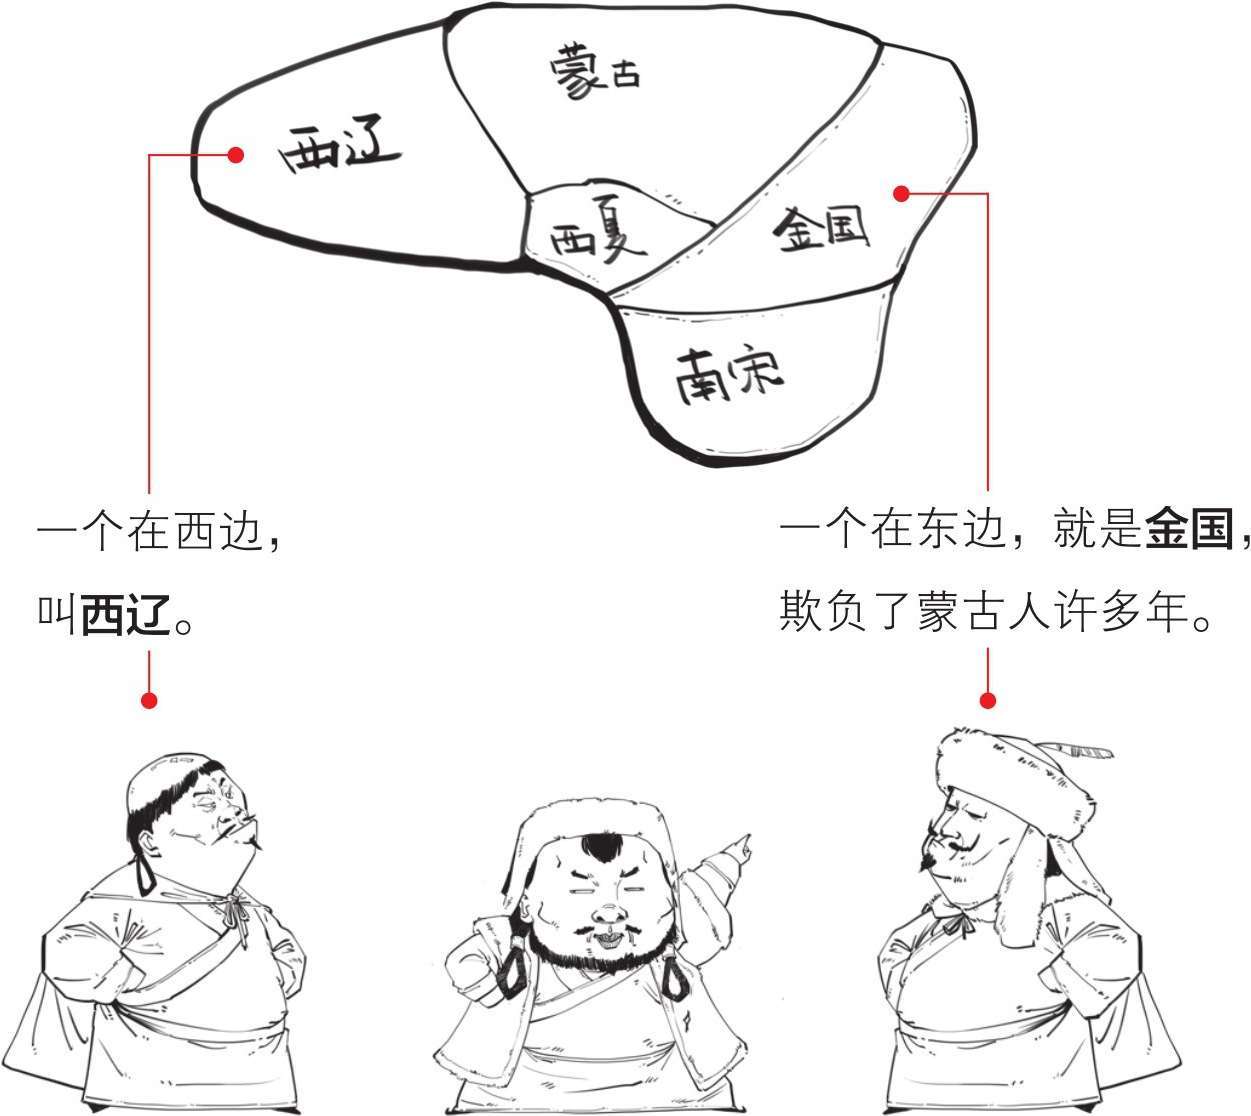 蒙古
西辽
西夏
金国
南宋
一个在西边，
叫西辽。
一个在东边，就是金国，
欺负了蒙古人许多年。